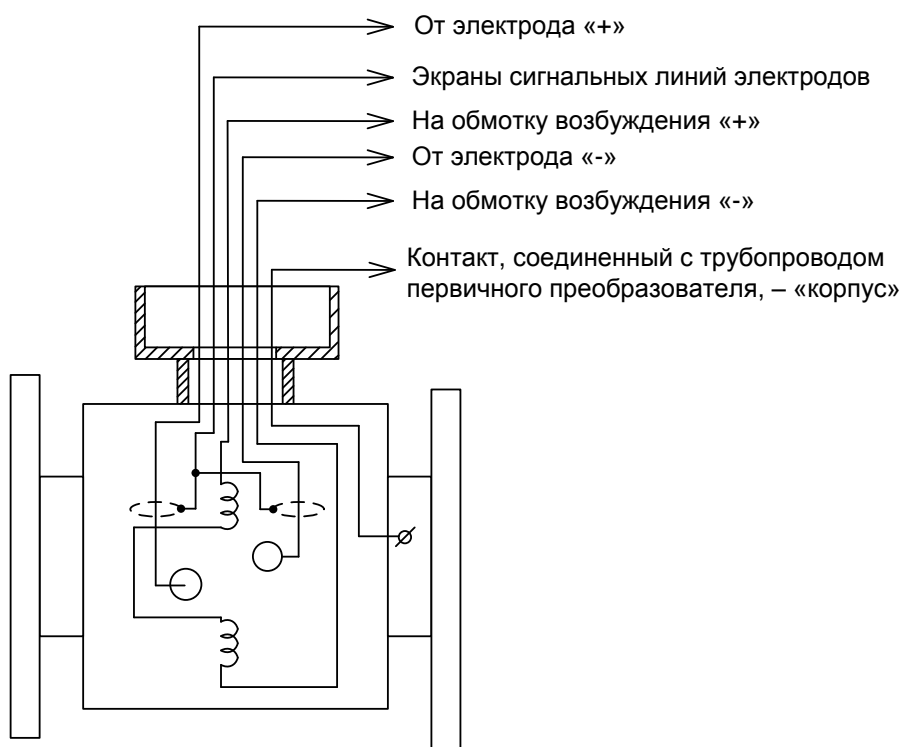 От электрода «+»
Экраны сигнальных линий электродов
На обмотку возбуждения «+»
От электрода «-»
На обмотку возбуждения «-»
Контакт, соединенный с трубопроводом
первичного преобразователя, – «корпус»